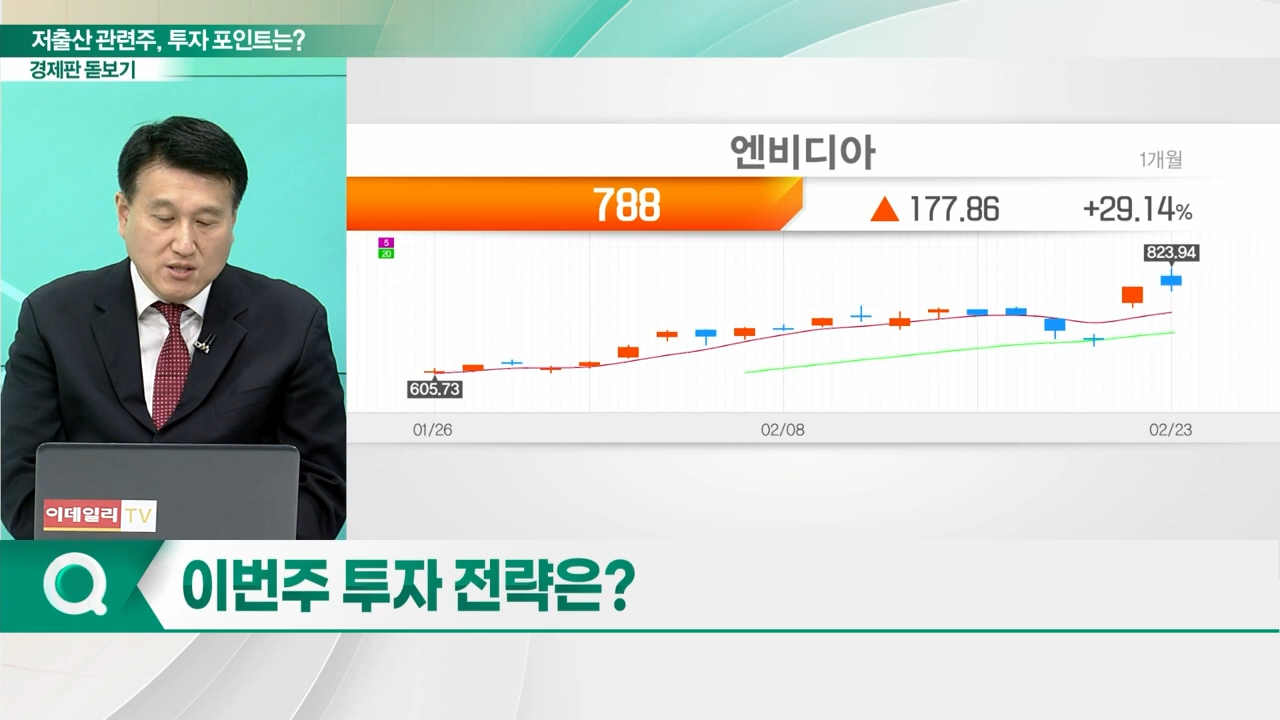 저출산 관련주, 투자 포인트는?
경제판 돋보기
엔비디아
1개월
788
▲ 177.86
+29.14%
5
20
823.94
605.73
01/26
02/08
02/23
이데일리 TV
이번주 투자 전략은?